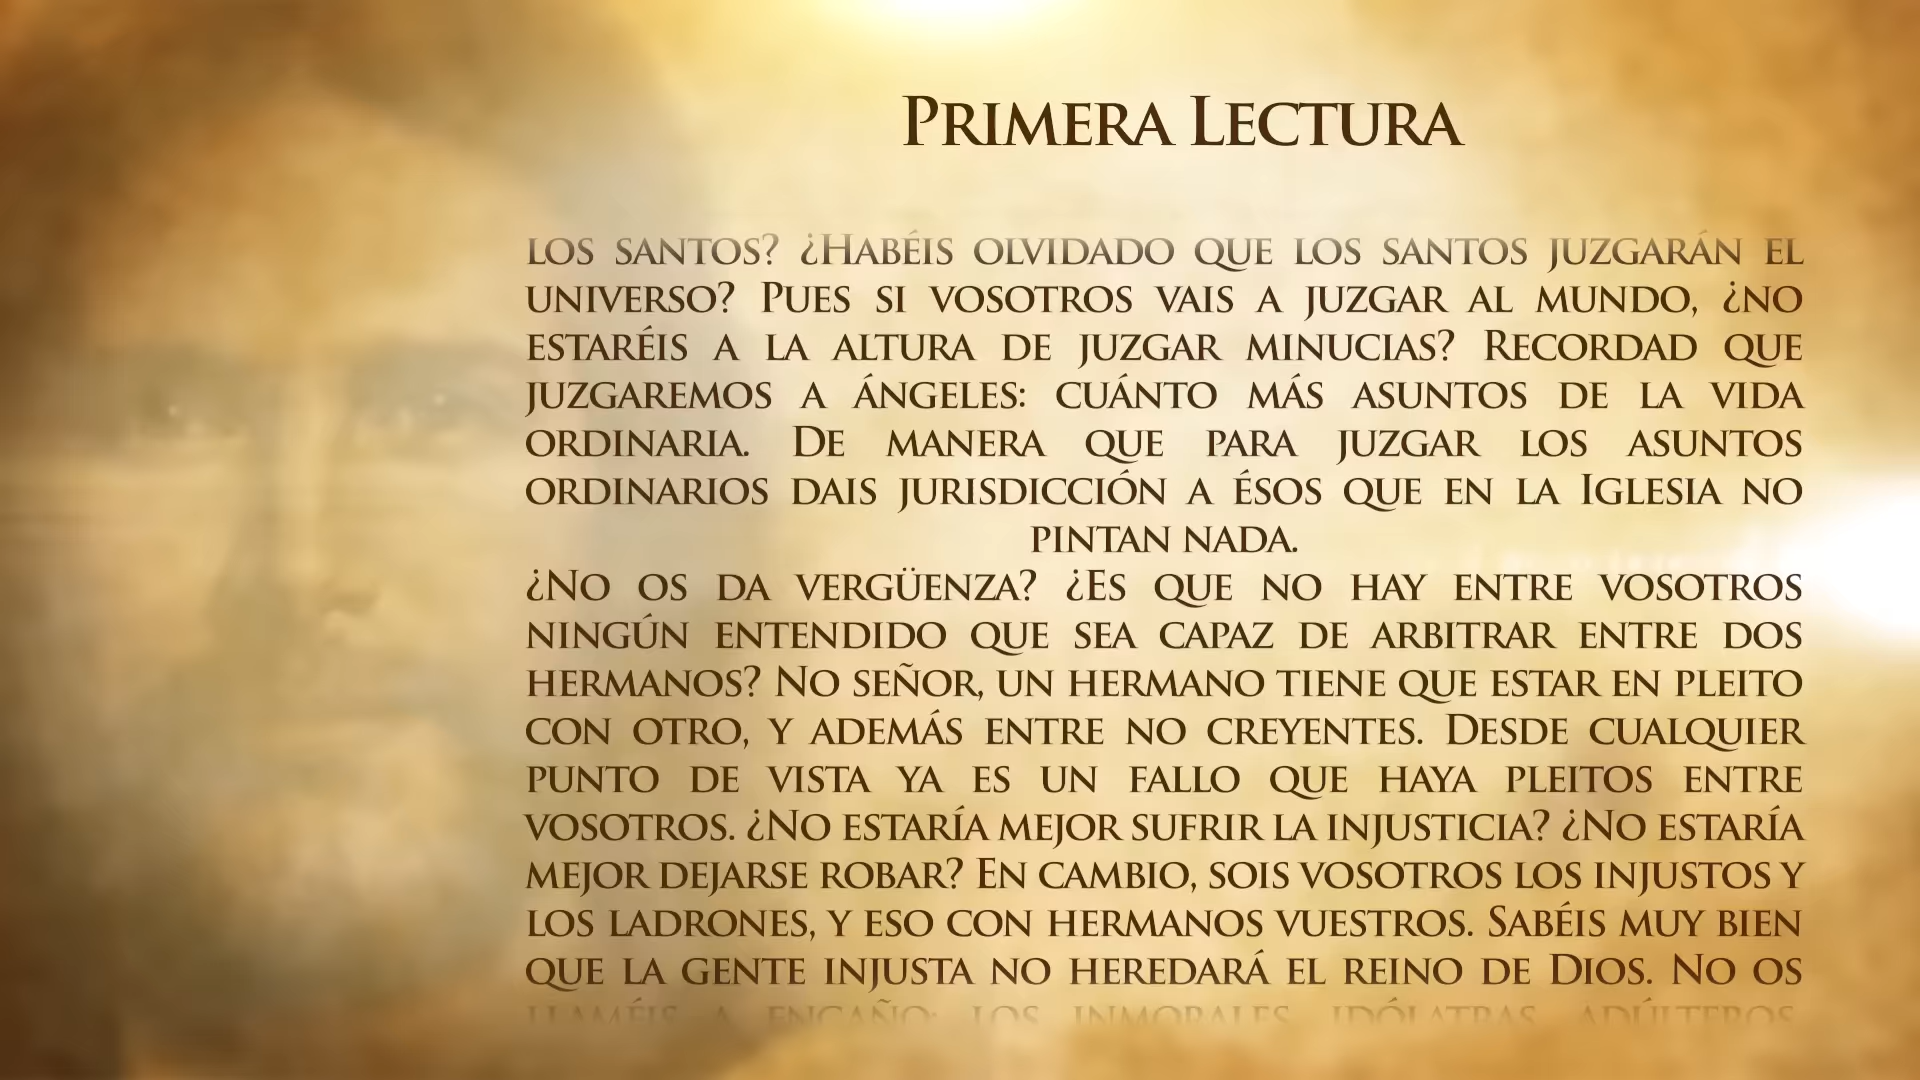 Primera Lectura
los santos? ¿Habéis olvidado que los santos juzgarán el
universo? Pues si vosotros vais a juzgar al mundo, ¿no
estaréis a la altura de juzgar minucias? Recordad que
juzgaremos a ángeles: cuánto más asuntos de la vida
ordinaria. De manera que para juzgar los asuntos
ordinarios dais jurisdicción a ésos que en la Iglesia no
pintan nada.
¿No os da vergüenza? ¿Es que no hay entre vosotros
ningún entendido que sea capaz de arbitrar entre dos
hermanos? No señor, un hermano tiene que estar en pleito
con otro, y además entre no creyentes. Desde cualquier
punto de vista ya es un fallo que haya pleitos entre
vosotros. ¿No estaría mejor sufrir la injusticia? ¿No estaría
mejor dejarse robar? En cambio, sois vosotros los injustos y
los ladrones, y eso con hermanos vuestros. Sabéis muy bien
que la gente injusta no heredará el reino de Dios. No os
llaméis a engaño: los inmorales, idólatras, adúlteros,